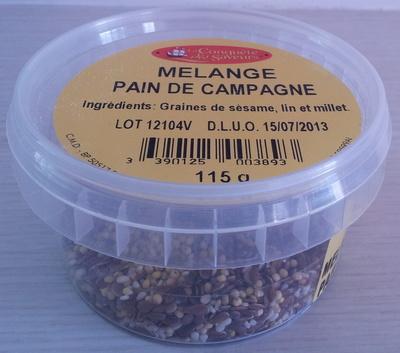 La Conquête
des Saveurs
MELANGE
PAIN DE CAMPAGNE
Ingrédients: Graines de sèsame, lin et millet.
LOT 12104V D.L.U.O. 15/07/2013
3 390125 003893
115 g